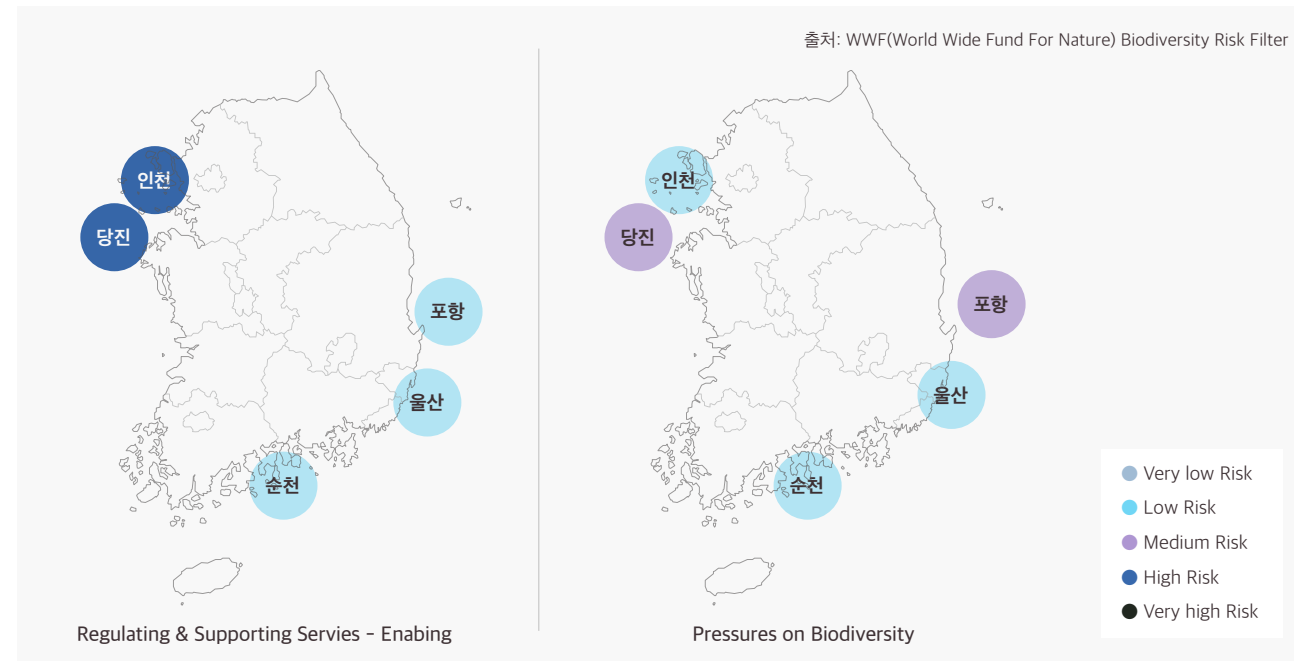 출처: WWF(World Wide Fund For Nature) Biodiversity Risk Filter
인천
당진
포항
울산
순천
Regulating & Supporting Servies - Enabing
인천
당진
포항
울산
순천
Pressures on Biodiversity
Very low Risk
Low Risk
Medium Risk
High Risk
Very high Risk